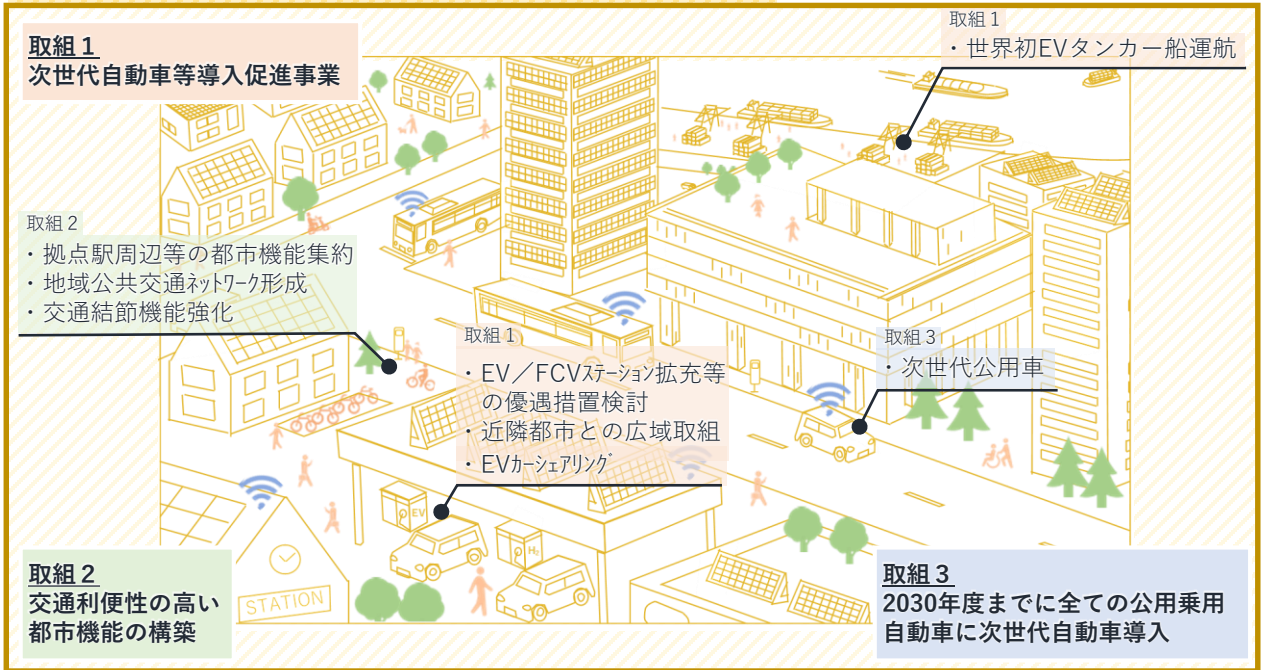 取組１
次世代自動車等導入促進事業
取組１
・世界初EVタンカー船運航
取組２
・拠点駅周辺等の都市機能集約
・地域公共交通ﾈｯﾄﾜｰｸ形成
・交通結節機能強化
取組１
・EV／FCVｽﾃｰｼｮﾝ拡充等
の優遇措置検討
・近隣都市との広域取組
・EVｶｰｼｪｱﾘﾝｸﾞ
取組３
・次世代公用車
EV
H₂
STATION
取組２
交通利便性の高い
都市機能の構築
取組３
2030年度までに全ての公用乗用
自動車に次世代自動車導入